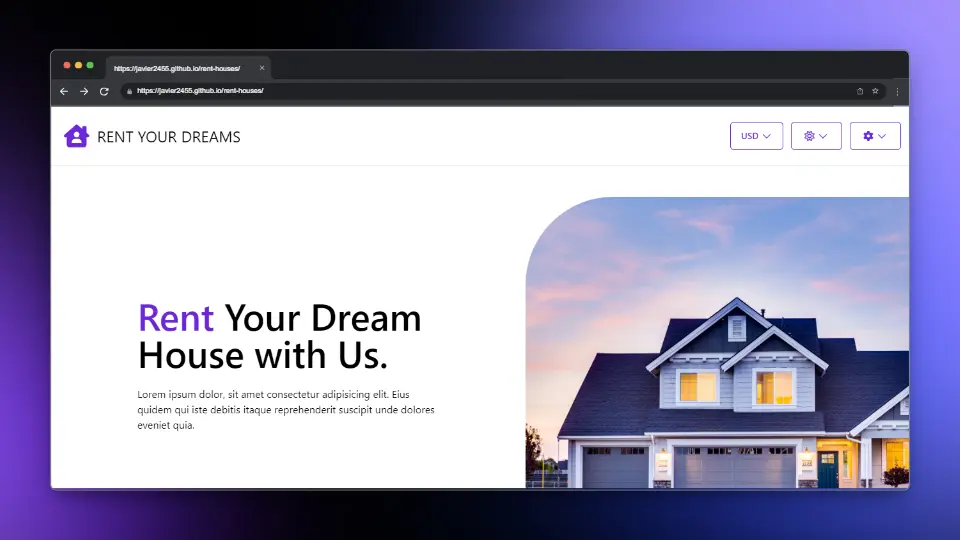 https://javier2455.github.io/rent-houses/
https://javier2455.github.io/rent-houses/
RENT YOUR DREAMS
USD
Rent Your Dream
House with Us.
Lorem ipsum dolor, sit amet consectetur adipisicing elit. Eius
quidem qui iste debitis itaque reprehenderit suscipit unde dolores
eveniet quia.